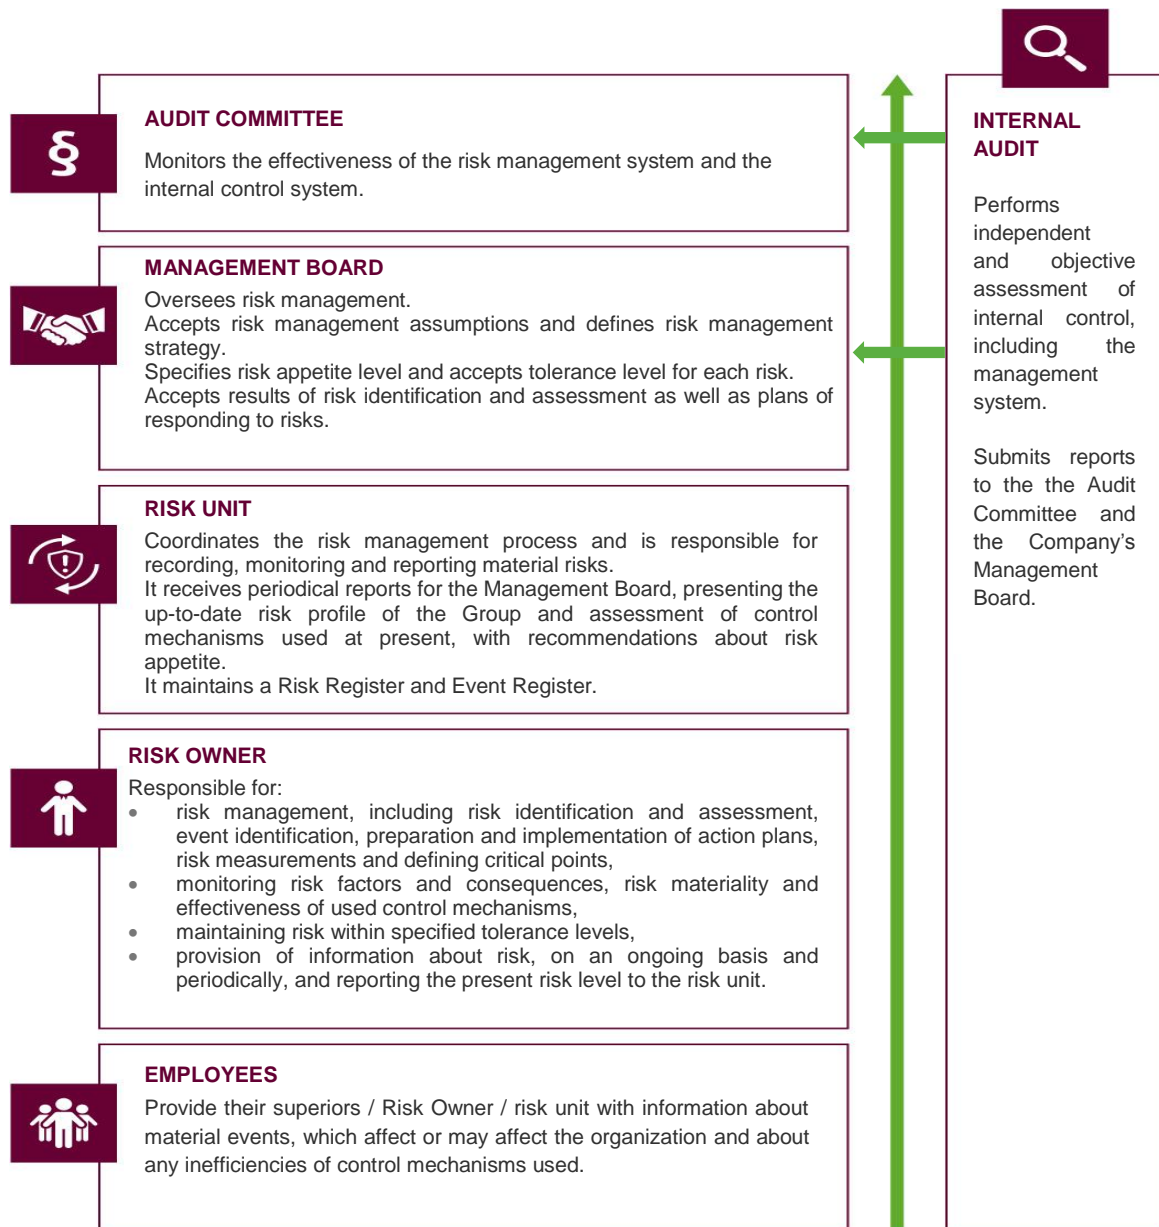 AUDIT COMMITTEE
Monitors the effectiveness of the risk management system and the
internal control system.
MANAGEMENT BOARD
Oversees risk management.
Accepts risk management assumptions and defines risk management
strategy.
Specifies risk appetite level and accepts tolerance level for each risk.
Accepts results of risk identification and assessment as well as plans of
responding to risks.
RISK UNIT
Coordinates the risk management process and is responsible for
recording, monitoring and reporting material risks.
It receives periodical reports for the Management Board, presenting the
up-to-date risk profile of the Group and assessment of control
mechanisms used at present, with recommendations about risk
appetite.
It maintains a Risk Register and Event Register.
RISK OWNER
Responsible for:
• risk management, including risk identification and assessment,
event identification, preparation and implementation of action plans,
risk measurements and defining critical points,
• monitoring risk factors and consequences, risk materiality and
effectiveness of used control mechanisms,
• maintaining risk within specified tolerance levels,
• provision of information about risk, on an ongoing basis and
periodically, and reporting the present risk level to the risk unit.
EMPLOYEES
Provide their superiors / Risk Owner / risk unit with information about
material events, which affect or may affect the organization and about
any inefficiencies of control mechanisms used.
INTERNAL
AUDIT
Performs
independent
and objective
assessment of
internal control,
including the
management
system.
Submits reports
to the the Audit
Committee and
the Company's
Management
Board.
§